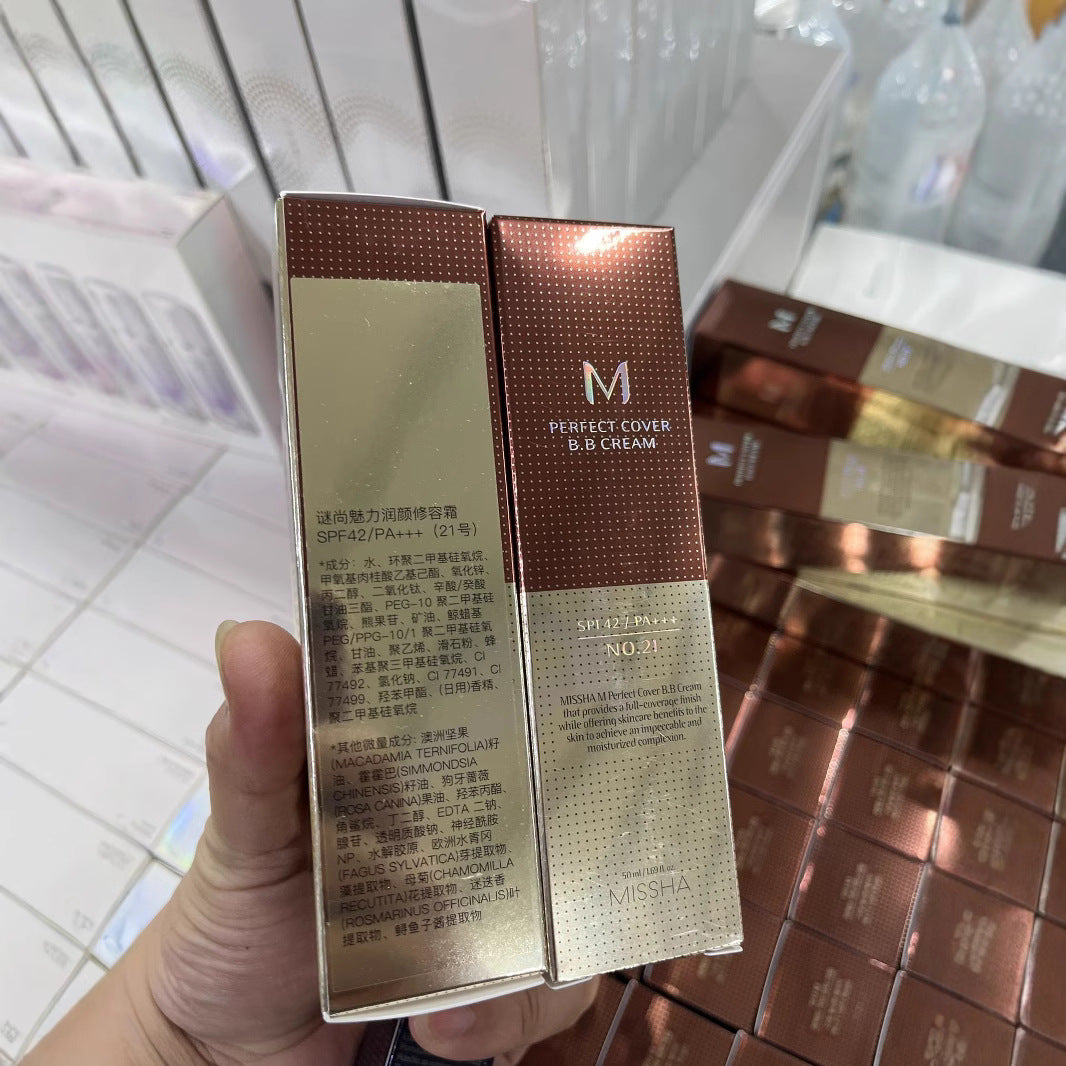 谜尚魅力润颜修容霜
SPF42/PA+++（21号）
*成分：水、环聚二甲基硅氧烷、
甲氧基肉桂酸乙基己酯、氧化锌、
丙二醇、二氧化钛、辛酸/癸酸
甘油三酯、PEG-10 聚二甲基硅
氧烷、熊果苷、矿油、鲸蜡基
PEG/PPG-10/1 聚二甲基硅氧
烷、甘油、聚乙烯、滑石粉、蜂
蜡、苯基聚三甲基硅氧烷、CI
77492、氯化钠、CI 77491、CI
77499、羟苯甲酯、(日用)香精、
聚二甲基硅氧烷
*其他微量成分: 澳洲坚果
(MACADAMIA TERNIFOLIA)籽
油、霍霍巴(SIMMONDSIA
CHINENSIS)籽油、狗牙蔷薇
(ROSA CANINA)果油、羟苯丙酯、
角鲨烷、丁二醇、EDTA 二钠、
腺苷、透明质酸钠、神经酰胺
NP、水解胶原、欧洲水青冈
(FAGUS SYLVATICA)芽提取物、
藻提取物、母菊(CHAMOMILLA
RECUTITA)花提取物、迷迭香
(ROSMARINUS OFFICINALIS)叶
提取物、鲟鱼子酱提取物
M
PERFECT COVER
B.B CREAM
SPF42 / PA+++
NO.21
MISSHA M Perfect Cover B.B Cream
that provides a full-coverage finish
while offering skincare benefits to the
skin to achieve an impeccable and
moisturized complexion.
50 ml / 1.69 fl. oz.
MISSHA
M
M